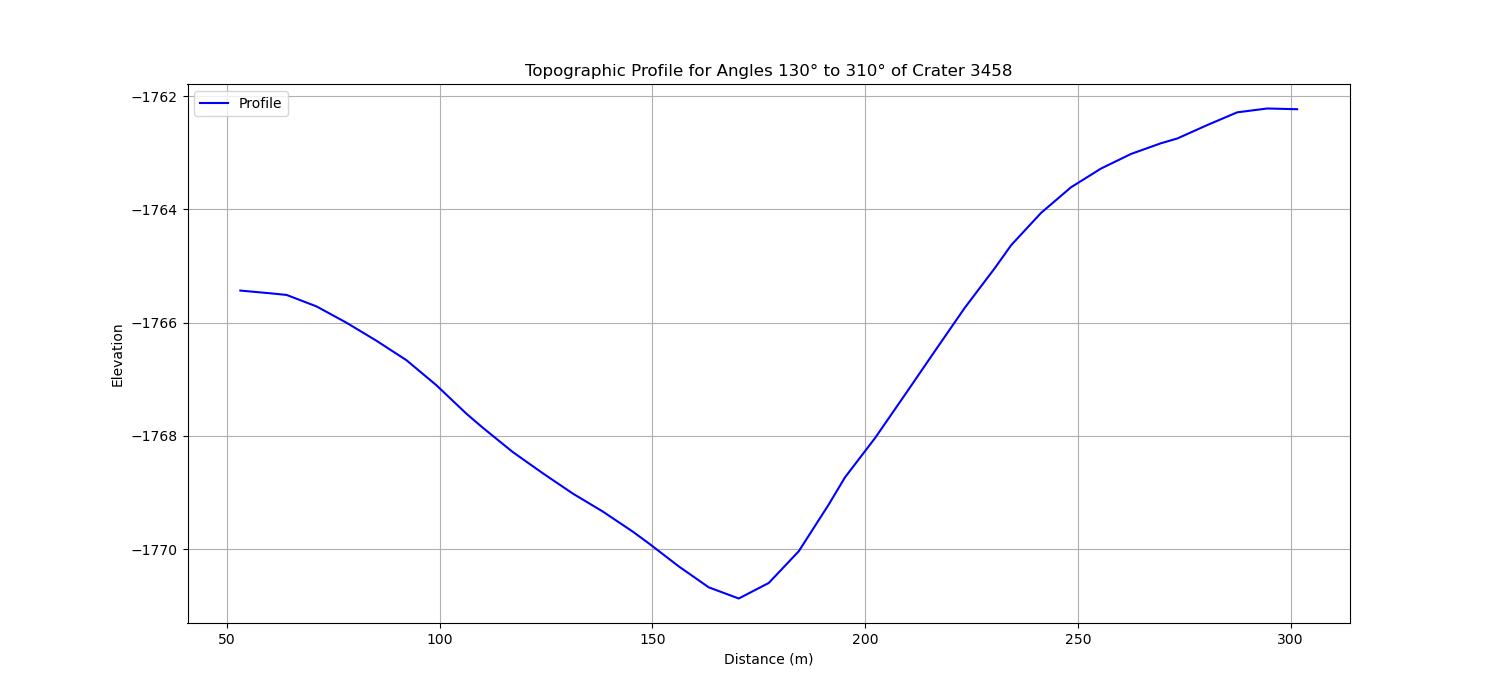 Topographic Profile for Angles 130° to 310° of Crater 3458
Profile
−1762
−1764
−1766
−1768
−1770
Elevation
50 100 150 200 250 300
Distance (m)